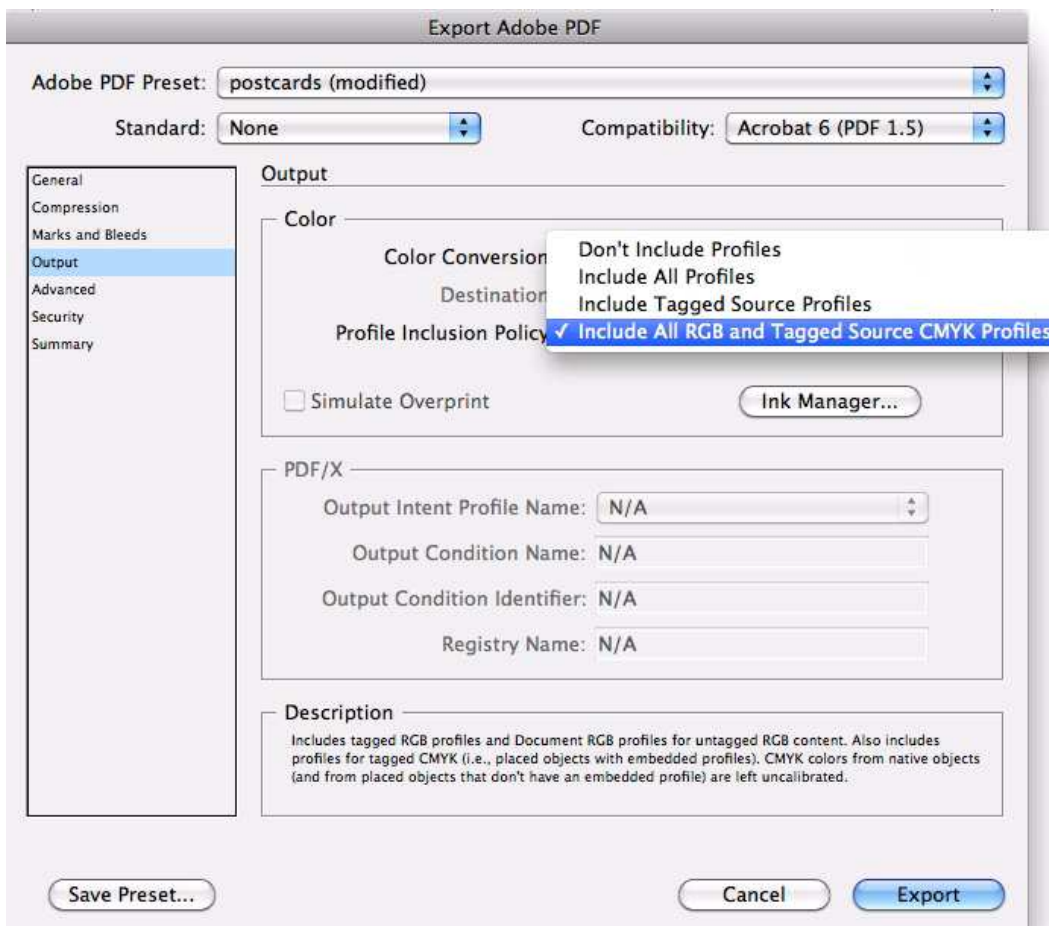 Export Adobe PDF
Adobe PDF Preset: postcards (modified)
Standard: None Compatibility: Acrobat 6 (PDF 1.5)
General
Compression
Marks and Bleeds
Output
Advanced
Security
Summary
Output
Color
Color Conversion
Destination
Profile Inclusion Policy
Don't Include Profiles
Include All Profiles
Include Tagged Source Profiles
✓ Include All RGB and Tagged Source CMYK Profiles
Simulate Overprint Ink Manager...
PDF/X
Output Intent Profile Name: N/A
Output Condition Name: N/A
Output Condition Identifier: N/A
Registry Name: N/A
Description
Includes tagged RGB profiles and Document RGB profiles for untagged RGB content. Also includes
profiles for tagged CMYK (i.e., placed objects with embedded profiles). CMYK colors from native objects
(and from placed objects that don't have an embedded profile) are left uncalibrated.
Save Preset... Cancel Export